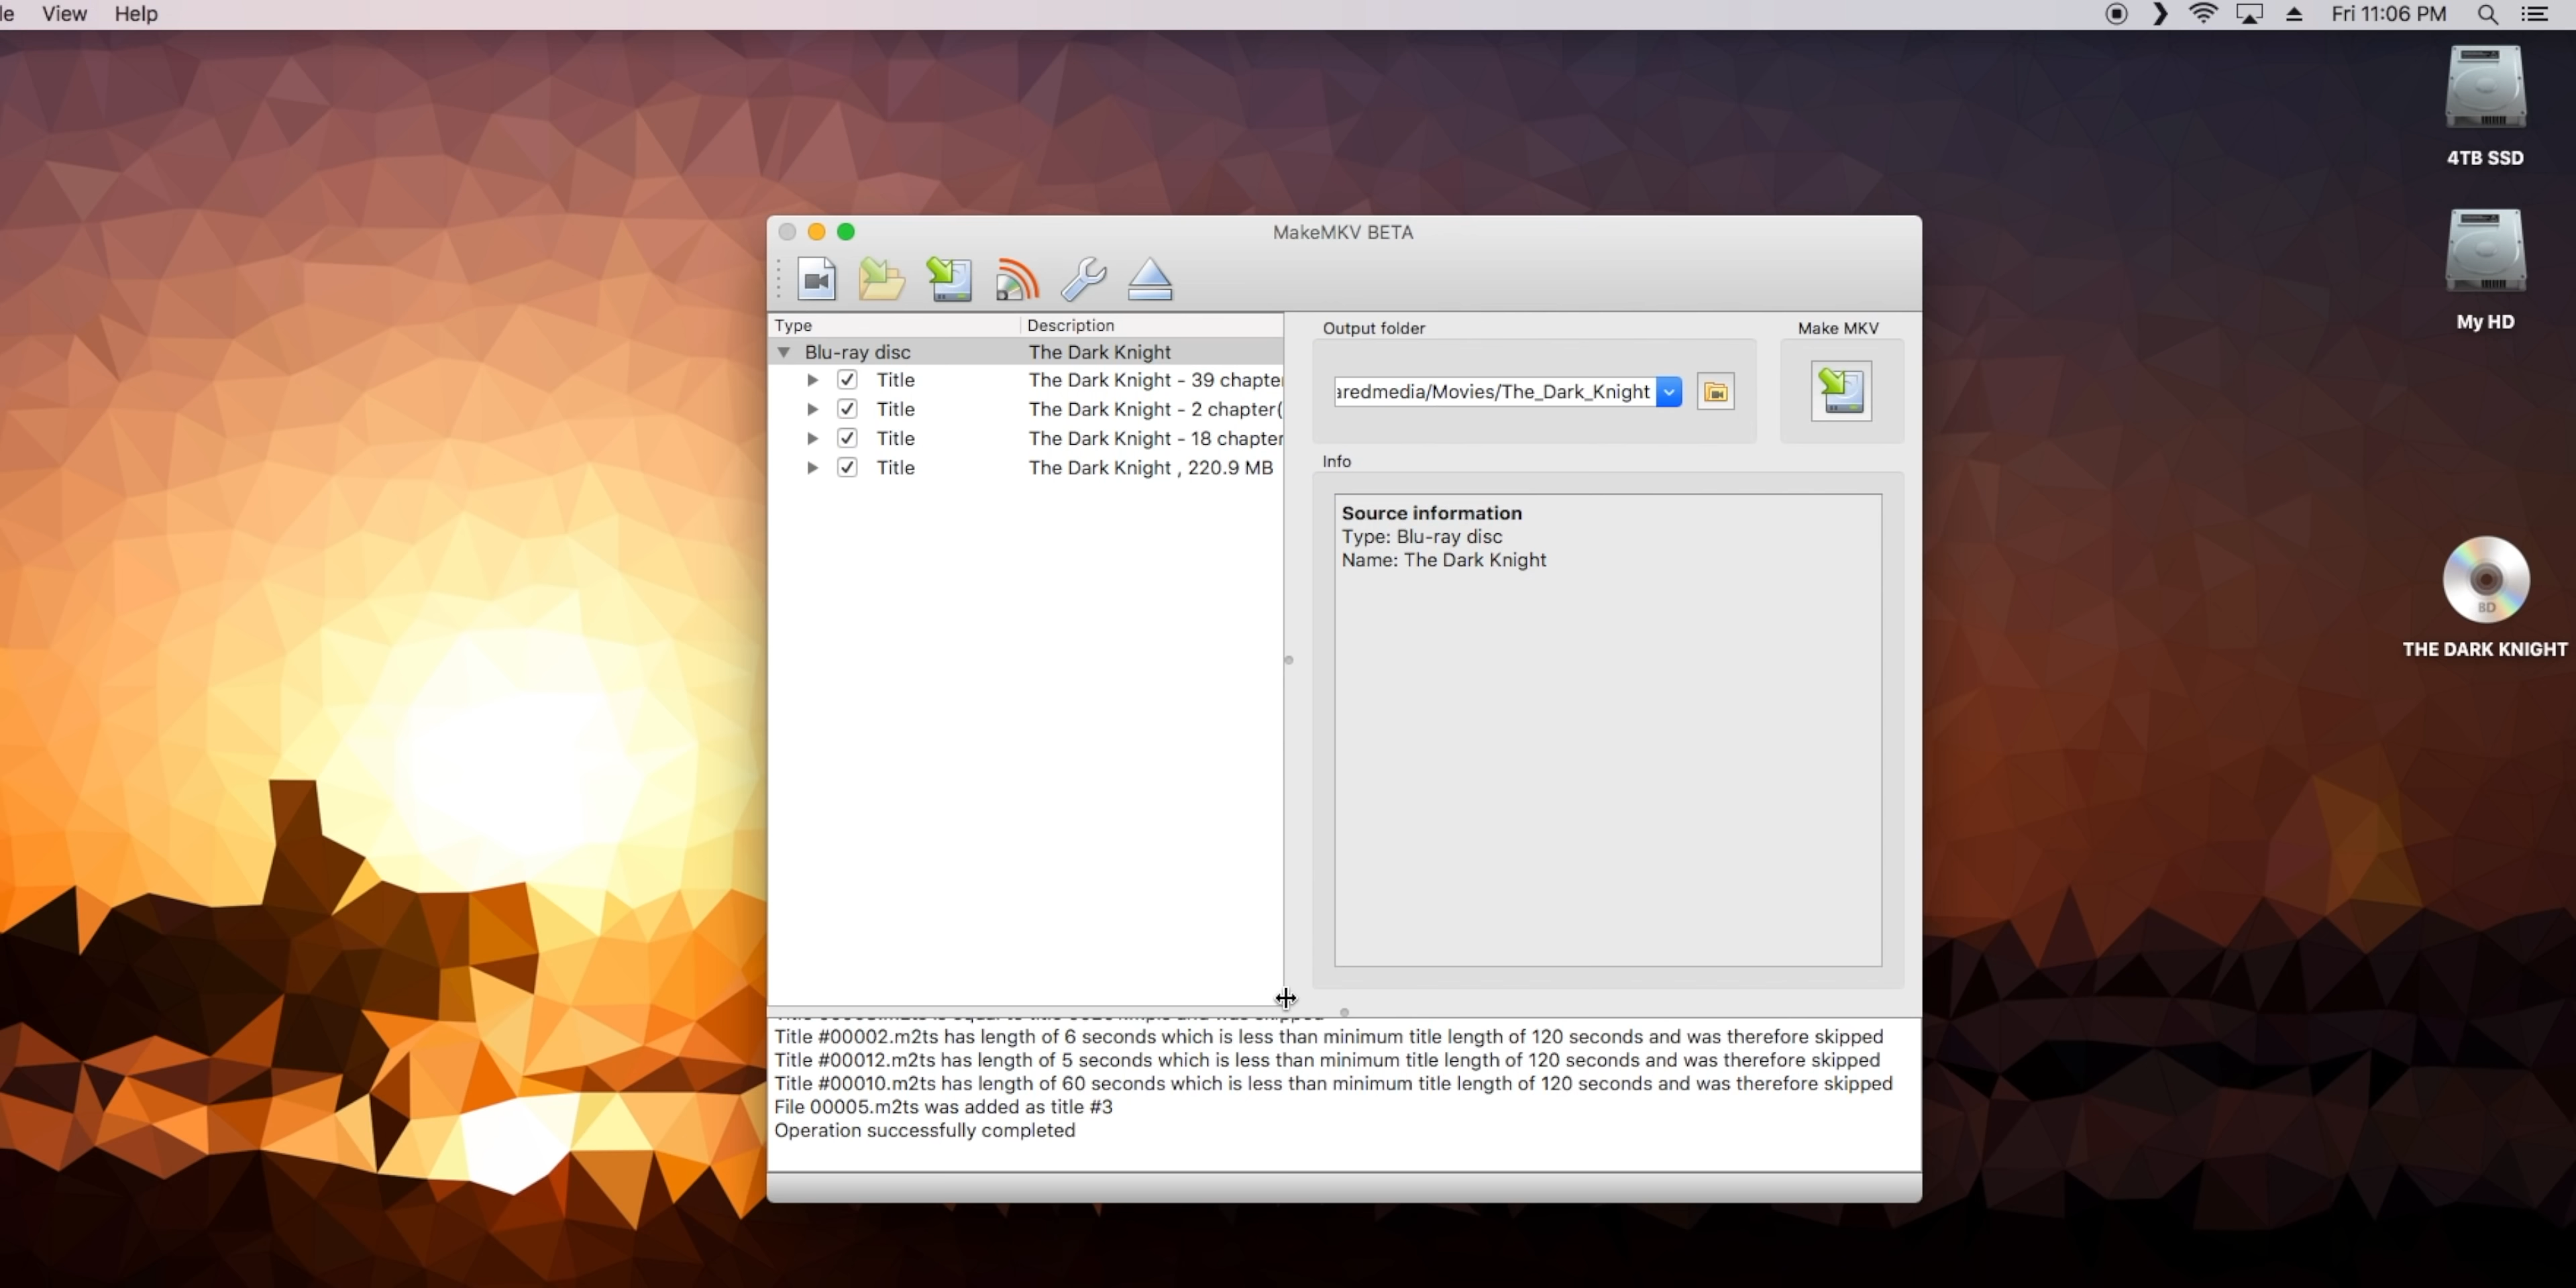 le View Help
Fri 11:06 PM
4TB SSD
My HD
BD
THE DARK KNIGHT
MakeMKV BETA
Type Description
Blu-ray disc The Dark Knight
Title The Dark Knight - 39 chapter
Title The Dark Knight - 2 chapter(
Title The Dark Knight - 18 chapter
Title The Dark Knight , 220.9 MB
Output folder
aredmedia/Movies/The_Dark_Knight
Make MKV
Info
Source information
Type: Blu-ray disc
Name: The Dark Knight
Title #00002.m2ts has length of 6 seconds which is less than minimum title length of 120 seconds and was therefore skipped
Title #00012.m2ts has length of 5 seconds which is less than minimum title length of 120 seconds and was therefore skipped
Title #00010.m2ts has length of 60 seconds which is less than minimum title length of 120 seconds and was therefore skipped
File 00005.m2ts was added as title #3
Operation successfully completed